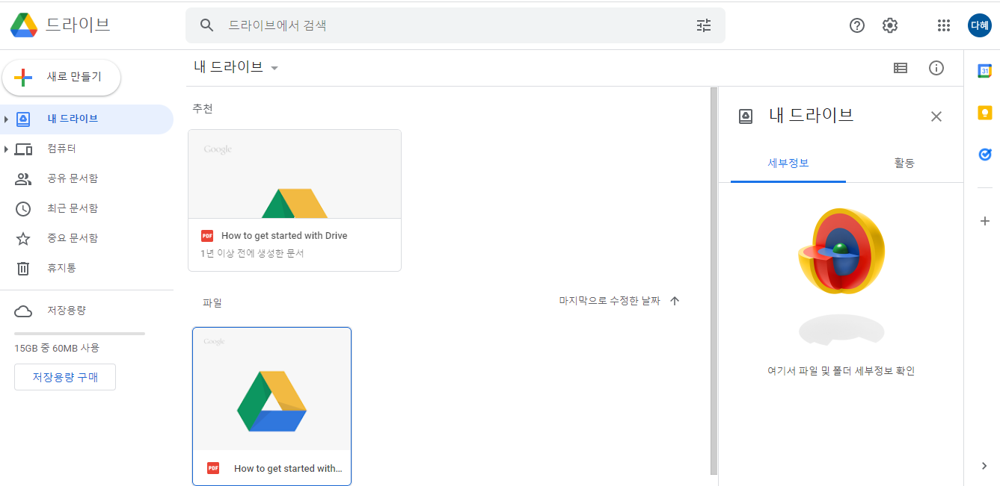 드라이브
드라이브에서 검색
다혜
새로 만들기
내 드라이브
컴퓨터
공유 문서함
최근 문서함
중요 문서함
휴지통
저장용량
15GB 중 60MB 사용
저장용량 구매
내 드라이브
추천
Google
PDF How to get started with Drive
1년 이상 전에 생성한 문서
파일
마지막으로 수정한 날짜
Google
PDF How to get started with...
내 드라이브
세부정보
활동
여기서 파일 및 폴더 세부정보 확인
31